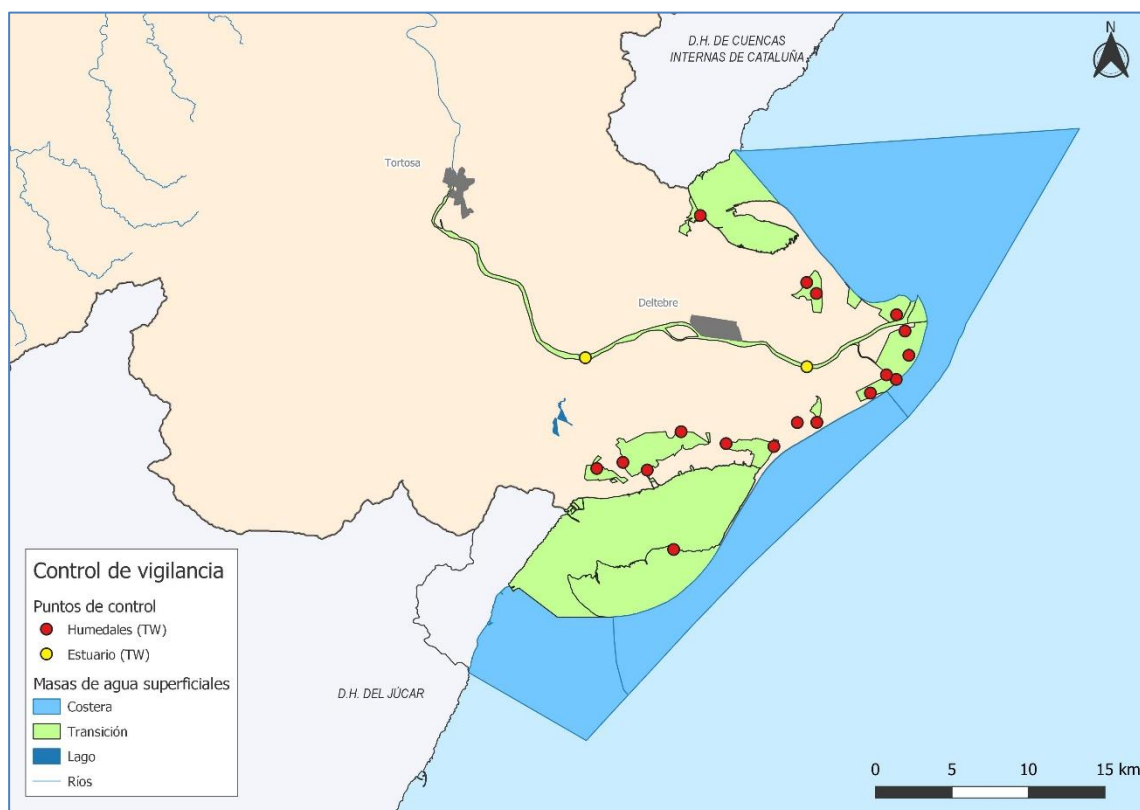 D.H. DE CUENCAS
INTERNAS DE CATALUÑA
N
Tortosa
Deltebre
D.H. DEL JÚCAR
Control de vigilancia
Puntos de control
Humedales (TW)
Estuario (TW)
Masas de agua superficiales
Costera
Transición
Lago
Ríos
0 5 10 15 km